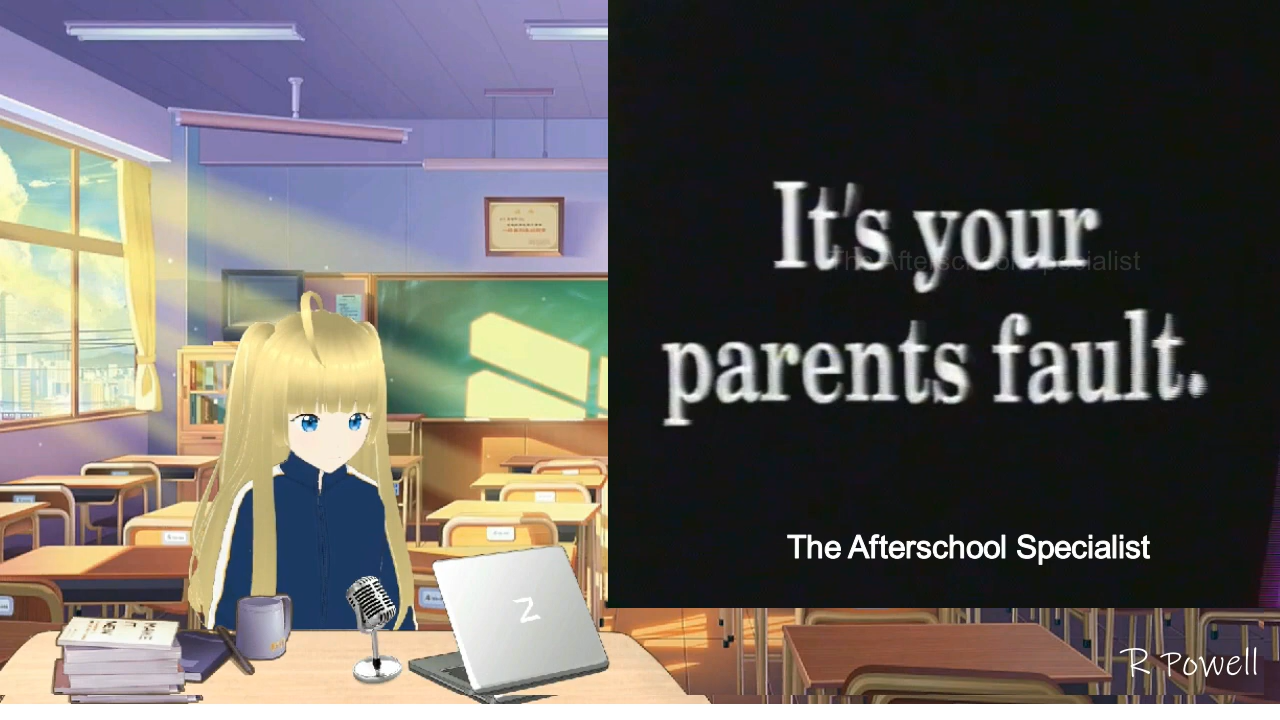 It's your
parents fault.
The Afterschool Specialist
The Afterschool Specialist
Z
R Powell